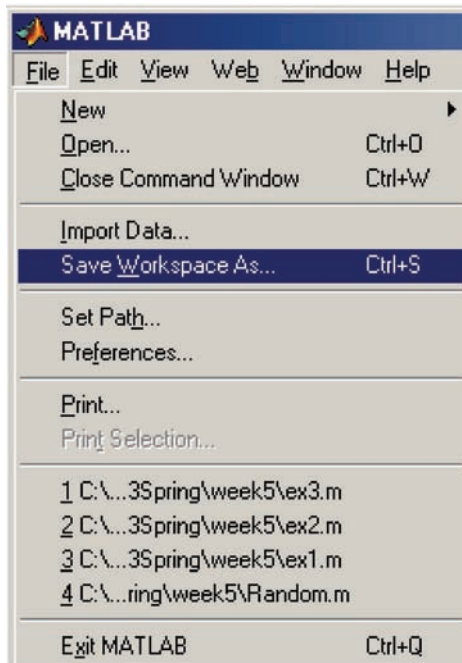 MATLAB
File Edit View Web Window Help
New
Open... Ctrl+O
Close Command Window Ctrl+W
Import Data...
Save Workspace As... Ctrl+S
Set Path...
Preferences...
Print...
Print Selection...
1 C:\...3Spring\week5\ex3.m
2 C:\...3Spring\week5\ex2.m
3 C:\...3Spring\week5\ex1.m
4 C:\...ring\week5\Random.m
Exit MATLAB Ctrl+Q